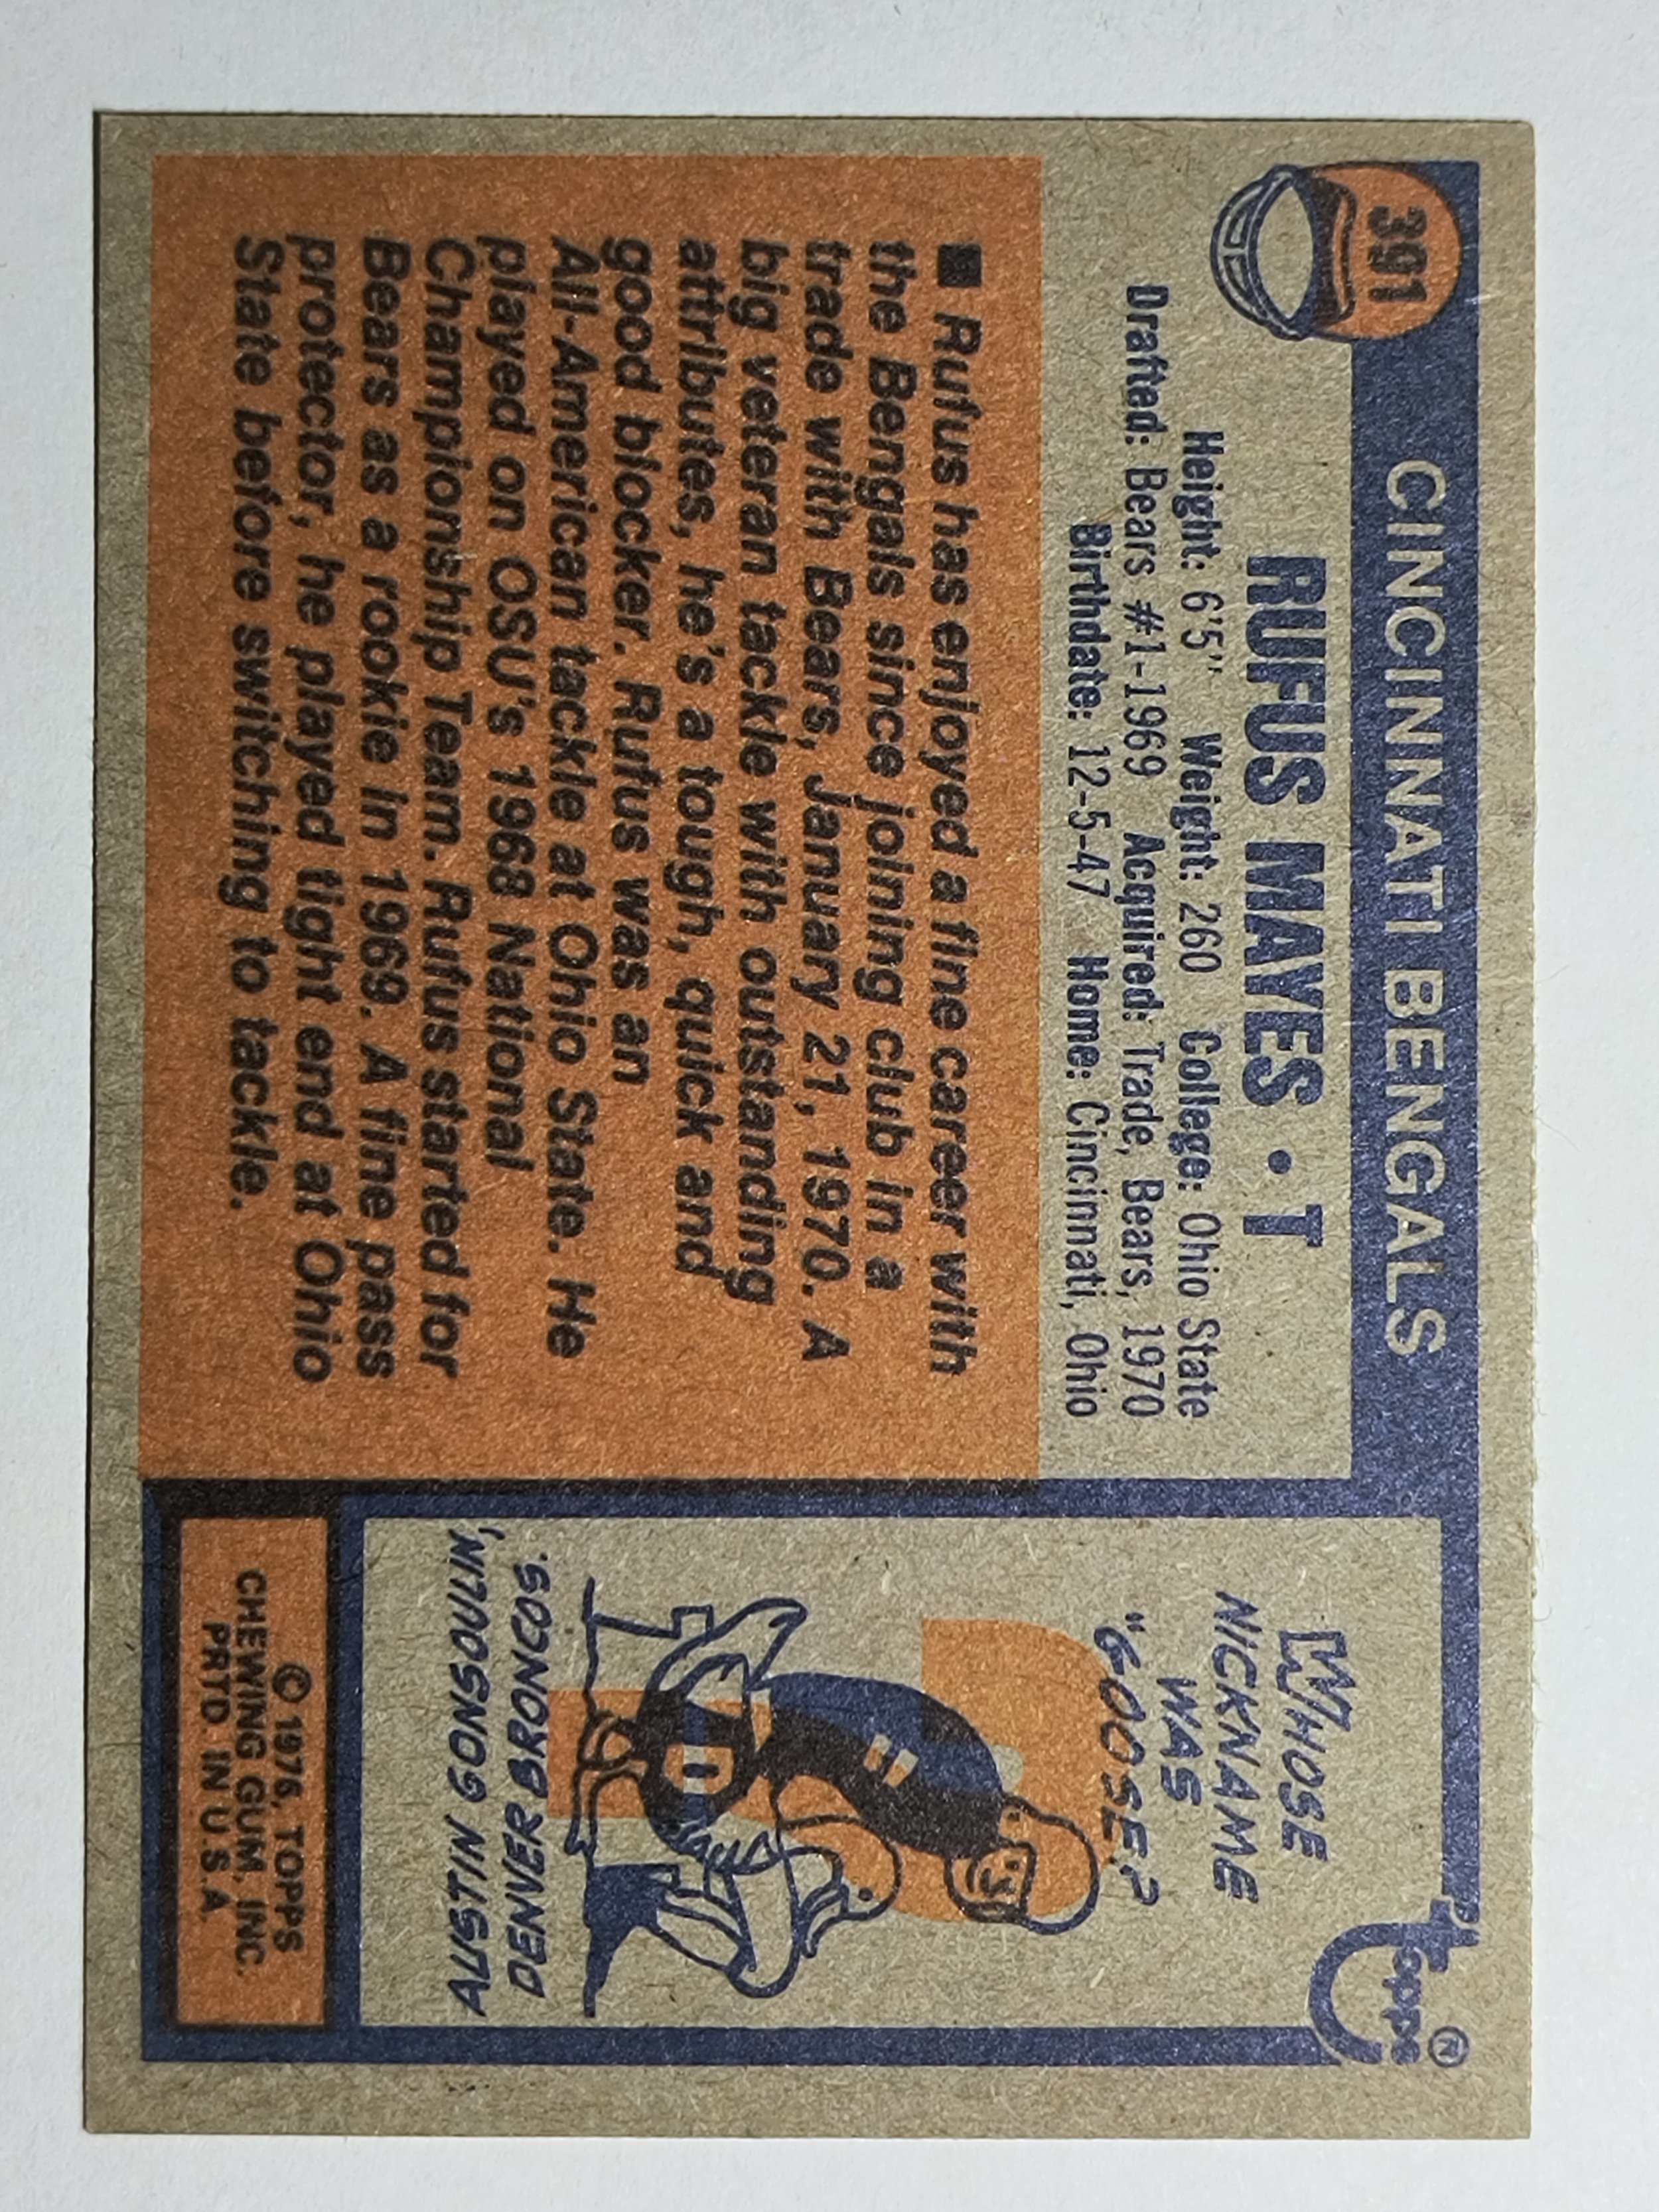 391
CINCINNATI BENGALS
RUFUS MAYES • T
Height: 6'5" Weight: 260 College: Ohio State
Drafted: Bears #1-1969 Acquired: Trade, Bears, 1970
Birthdate: 12-5-47 Home: Cincinnati, Ohio
■ Rufus has enjoyed a fine career with
the Bengals since joining club in a
trade with Bears, January 21, 1970. A
big veteran tackle with outstanding
attributes, he's a tough, quick and
good blocker. Rufus was an
All-American tackle at Ohio State. He
played on OSU's 1968 National
Championship Team. Rufus started for
Bears as a rookie in 1969. A fine pass
protector, he played tight end at Ohio
State before switching to tackle.
topps®
WHOSE
NICKNAME
WAS
"GOOSE?"
AUSTIN GONSOULIN,
DENVER BRONCOS.
© 1976, TOPPS
CHEWING GUM, INC.
PRTD. IN U.S.A.